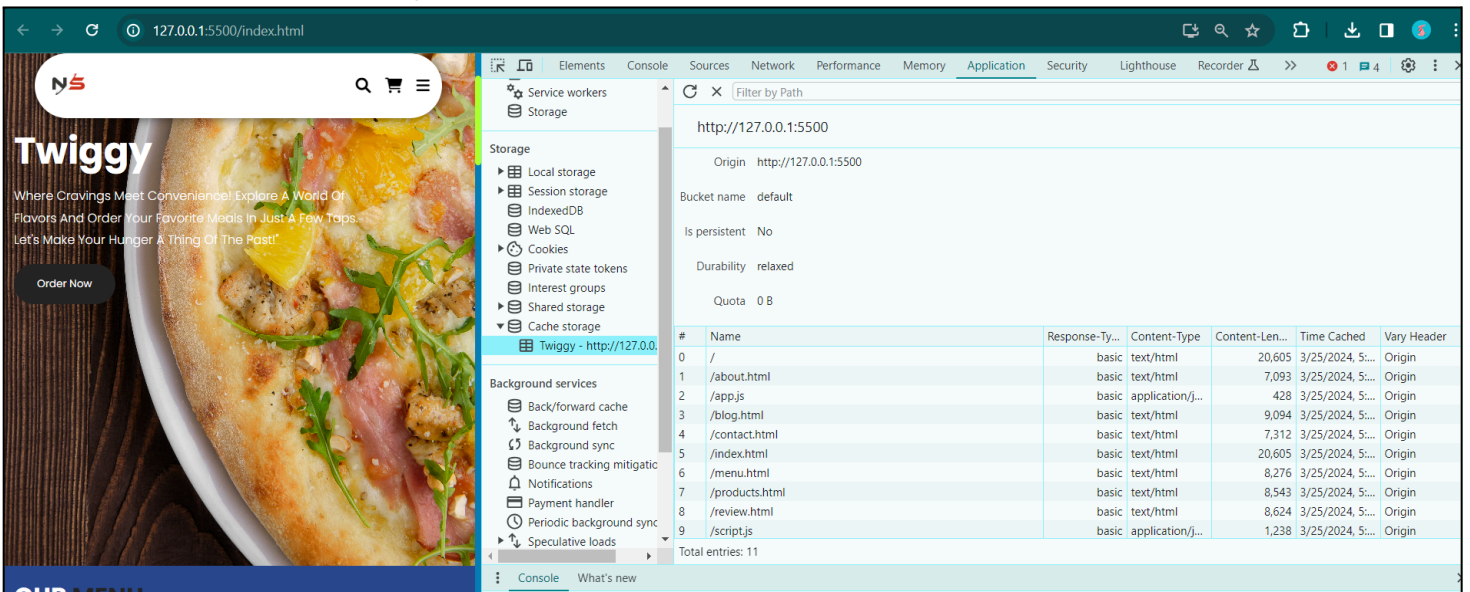 127.0.0.1:5500/index.html
NS
Twiggy
Where Cravings Meet Convenience! Explore A World Of
Flavors And Order Your Favorite Meals In Just A Few Taps.
Let's Make Your Hunger A Thing Of The Past!"
Order Now
OUR MENU
Elements Console Sources Network Performance Memory Application Security Lighthouse Recorder 1 4
Service workers
Storage
Storage
Local storage
Session storage
IndexedDB
Web SQL
Cookies
Private state tokens
Interest groups
Shared storage
Cache storage
Twiggy - http://127.0.0.
Background services
Back/forward cache
Background fetch
Background sync
Bounce tracking mitigatio
Notifications
Payment handler
Periodic background sync
Speculative loads
Filter by Path
http://127.0.0.1:5500
Origin http://127.0.0.1:5500
Bucket name default
Is persistent No
Durability relaxed
Quota 0 B
# Name Response-Ty... Content-Type Content-Len... Time Cached Vary Header
0 / basic text/html 20,605 3/25/2024, 5:... Origin
1 /about.html basic text/html 7,093 3/25/2024, 5:... Origin
2 /app.js basic application/j... 428 3/25/2024, 5:... Origin
3 /blog.html basic text/html 9,094 3/25/2024, 5:... Origin
4 /contact.html basic text/html 7,312 3/25/2024, 5:... Origin
5 /index.html basic text/html 20,605 3/25/2024, 5:... Origin
6 /menu.html basic text/html 8,276 3/25/2024, 5:... Origin
7 /products.html basic text/html 8,543 3/25/2024, 5:... Origin
8 /review.html basic text/html 8,624 3/25/2024, 5:... Origin
9 /script.js basic application/j... 1,238 3/25/2024, 5:... Origin
Total entries: 11
Console What's new